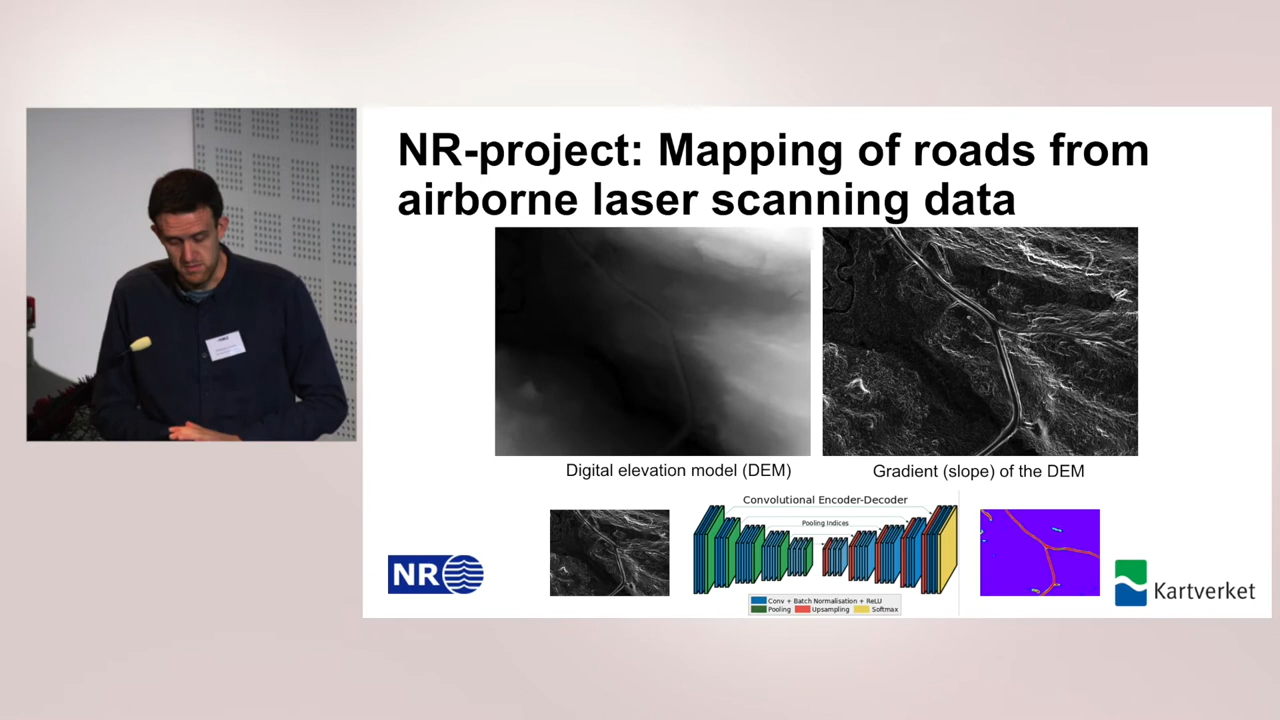 NR-project: Mapping of roads from
airborne laser scanning data
Digital elevation model (DEM)
Gradient (slope) of the DEM
Convolutional Encoder-Decoder
Pooling Indices
Conv + Batch Normalisation + ReLU
Pooling Upsampling Softmax
NR
Kartverket